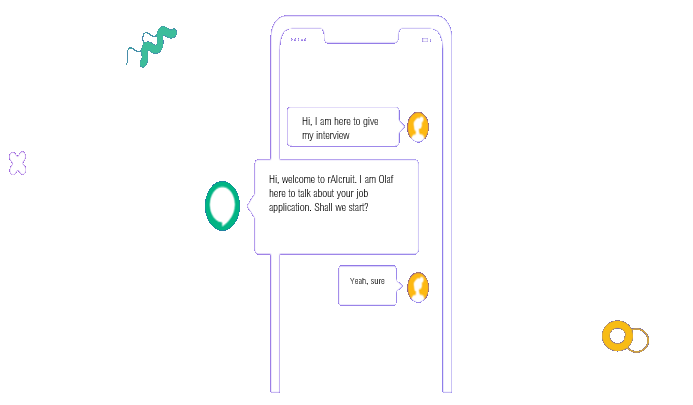 Hi, I am here to give
my interview
Hi, welcome to rAIcruit. I am Olaf
here to talk about your job
application. Shall we start?
Yeah, sure